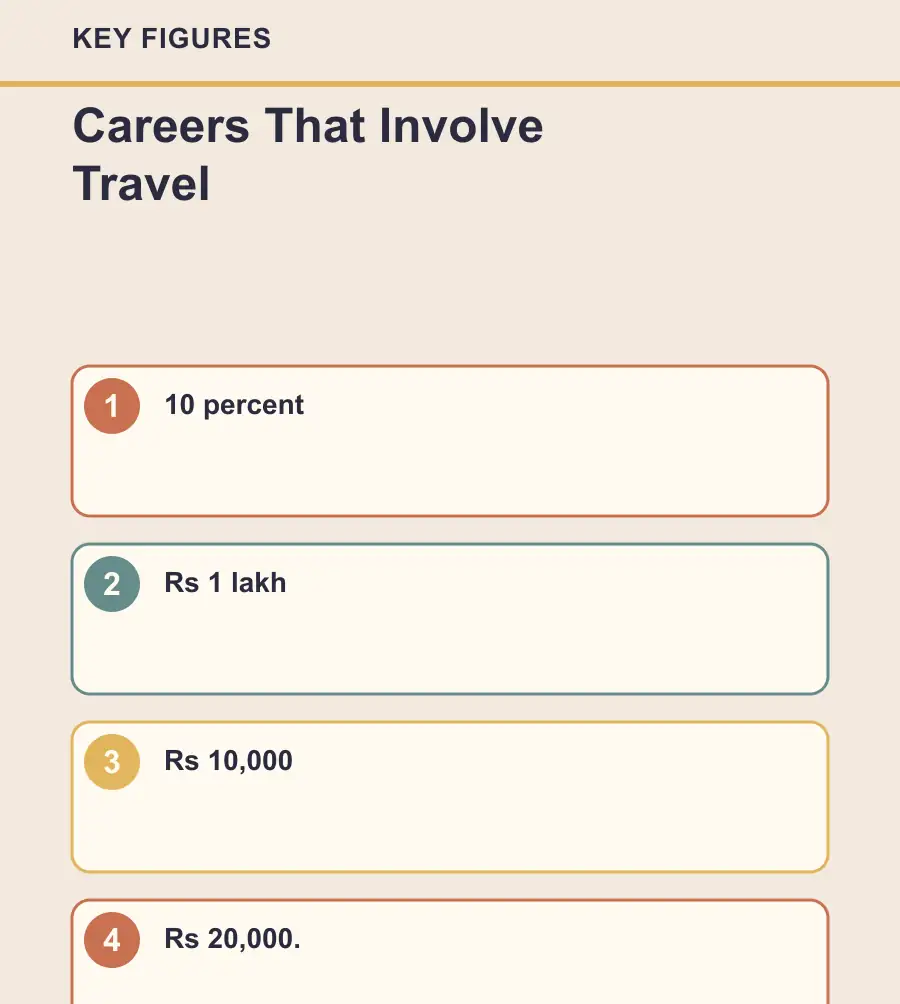 KEY FIGURES
Careers That Involve
Travel
1
10 percent
2
Rs 1 lakh
3
Rs 10,000
4
Rs 20,000.